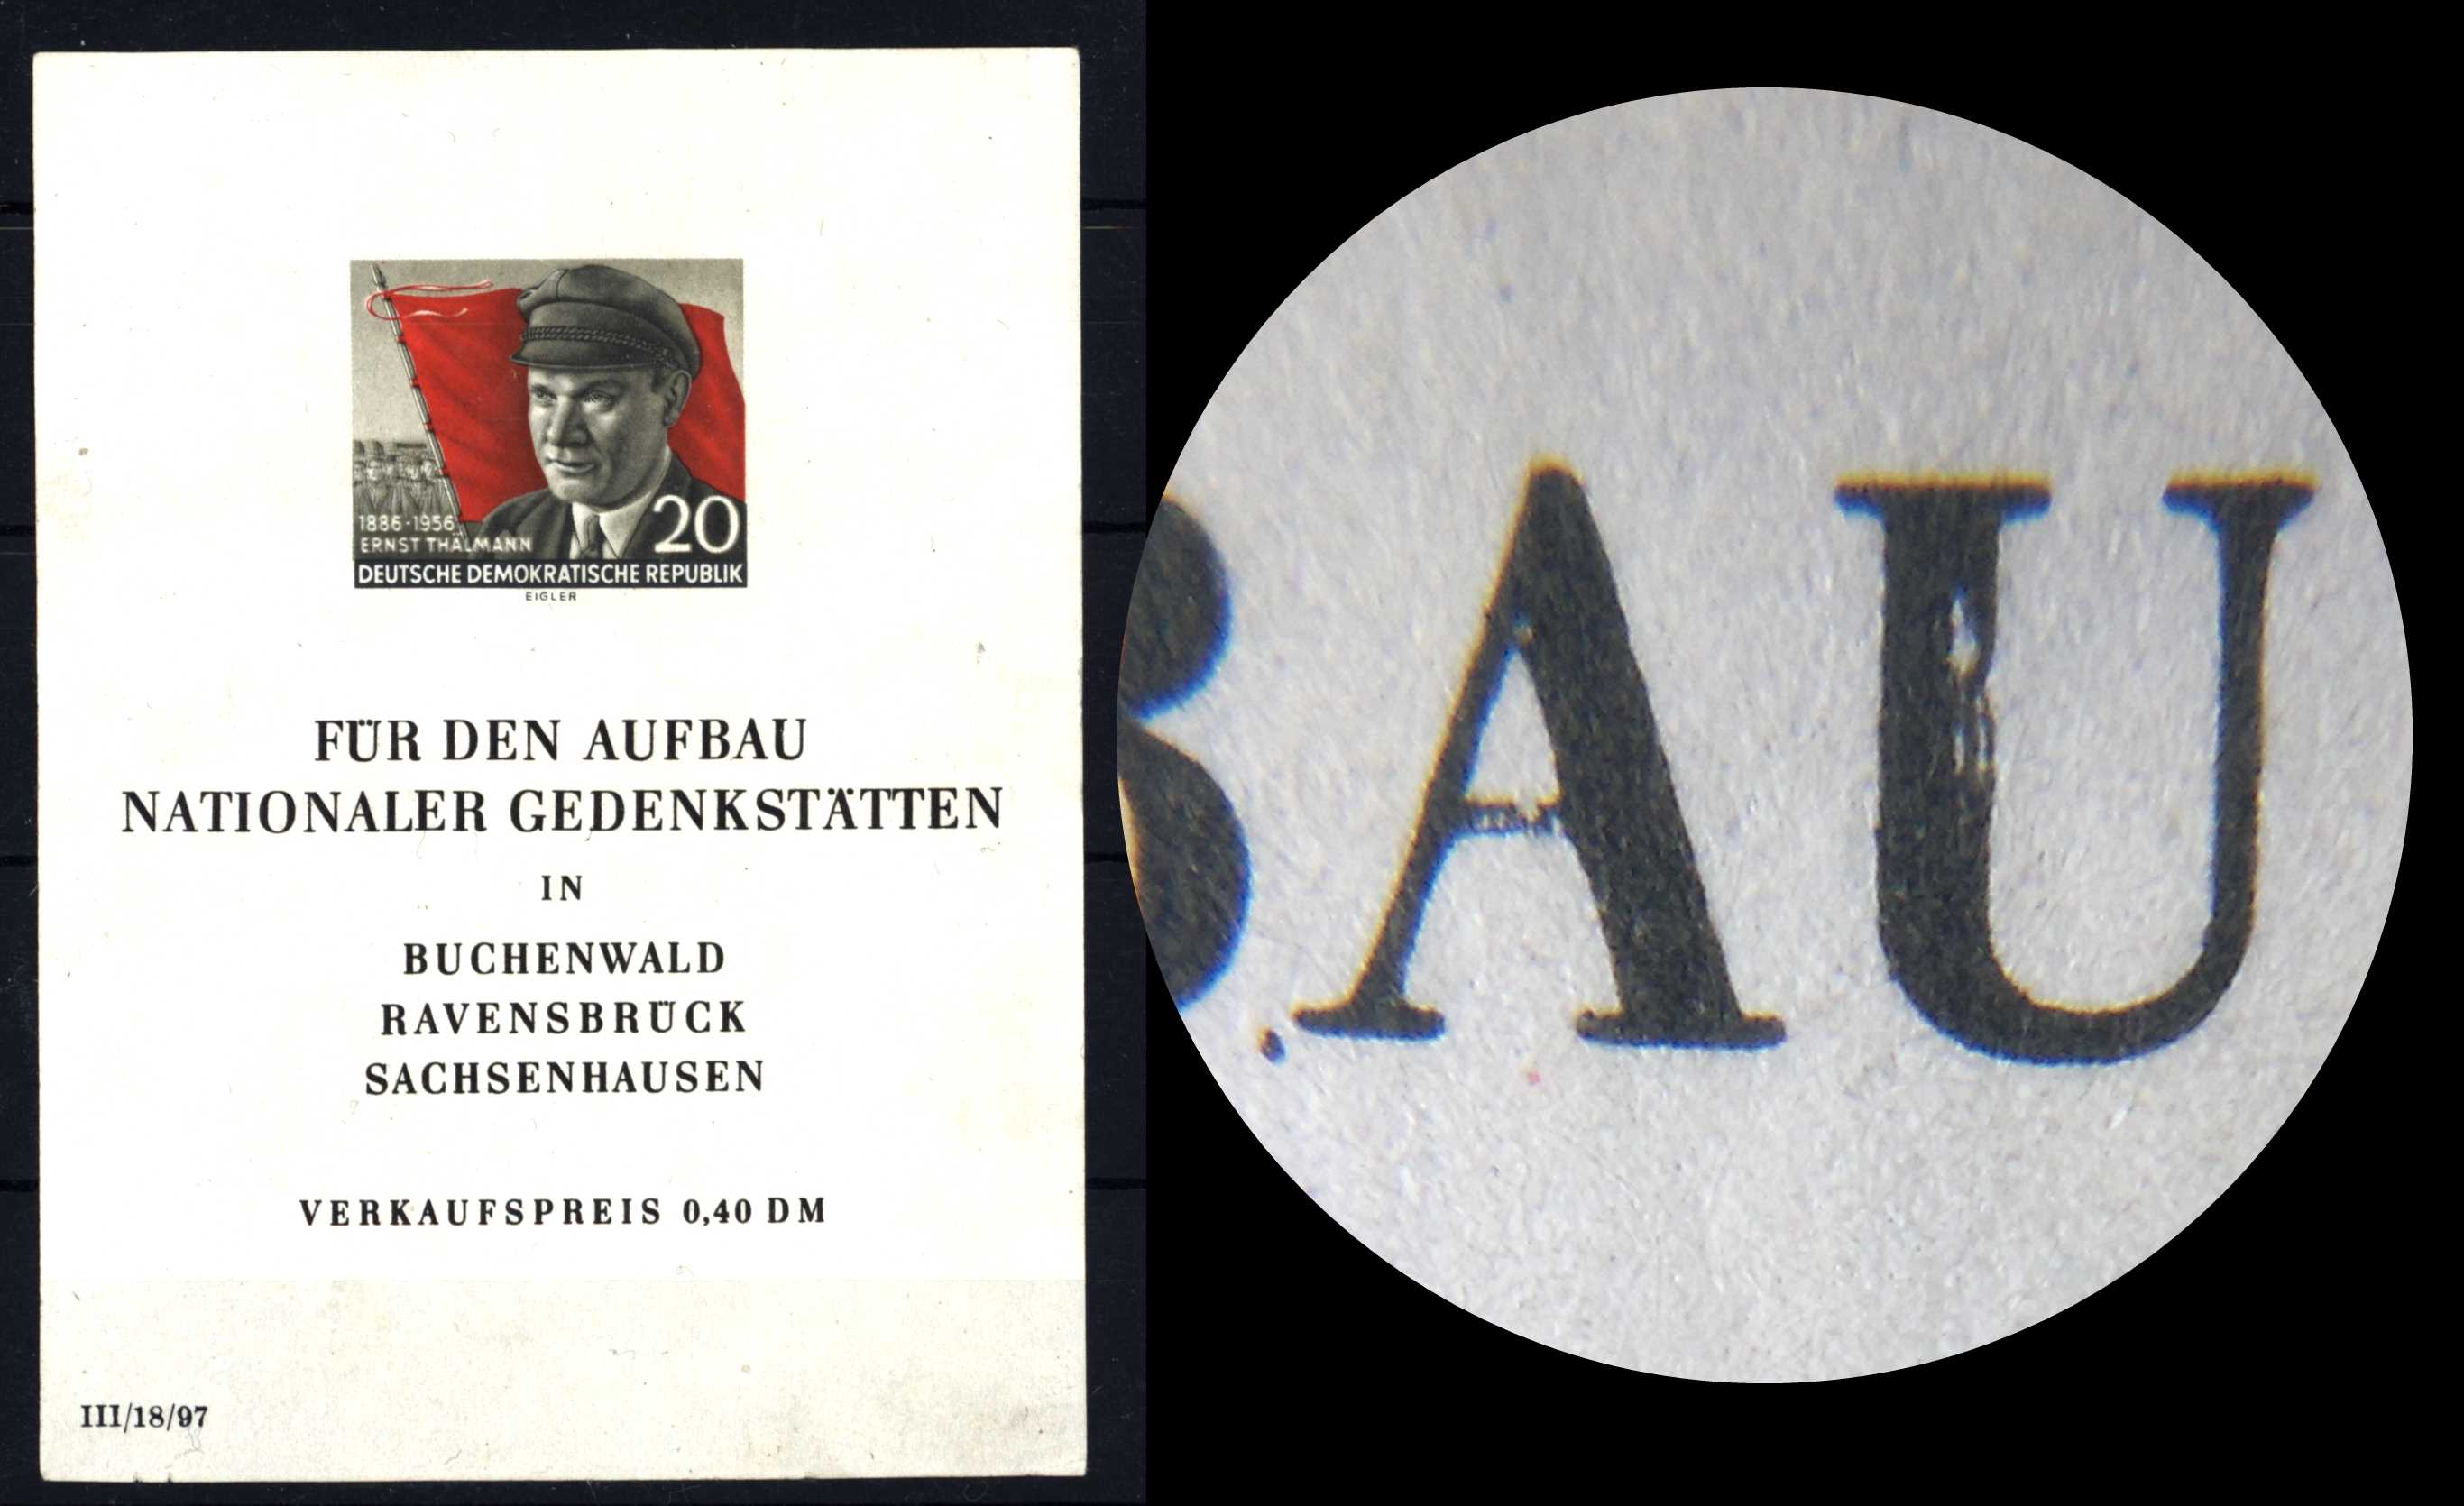 1886-1956
ERNST THÄLMANN
20
DEUTSCHE DEMOKRATISCHE REPUBLIK
EIGLER
FÜR DEN AUFBAU
NATIONALER GEDENKSTÄTTEN
IN
BUCHENWALD
RAVENSBRÜCK
SACHSENHAUSEN
VERKAUFSPREIS 0,40 DM
III/18/97
BAU